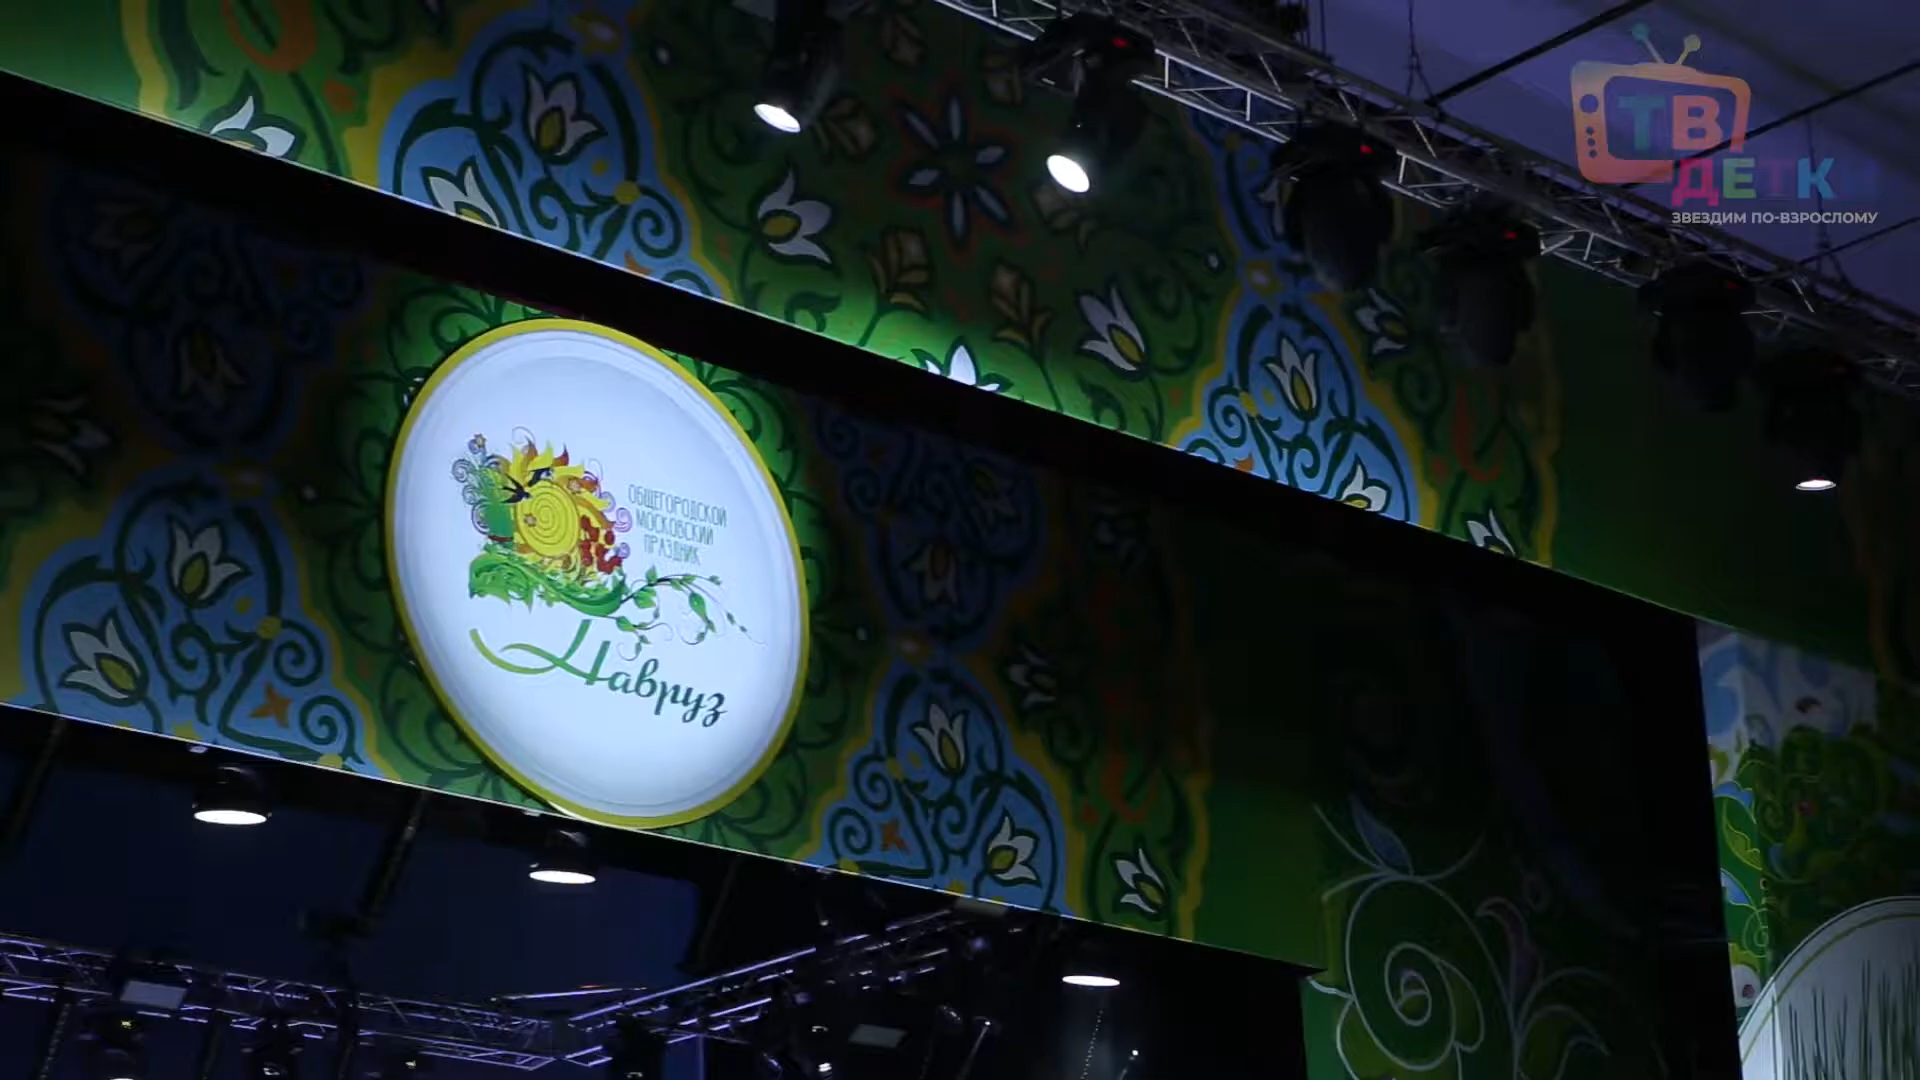 ТВ
ДЕТКИ
ЗВЕЗДИМ ПО-ВЗРОСЛОМУ
ОБЩЕГОРОДСКОЙ
МОСКОВСКИЙ
ПРАЗДНИК
Навруз